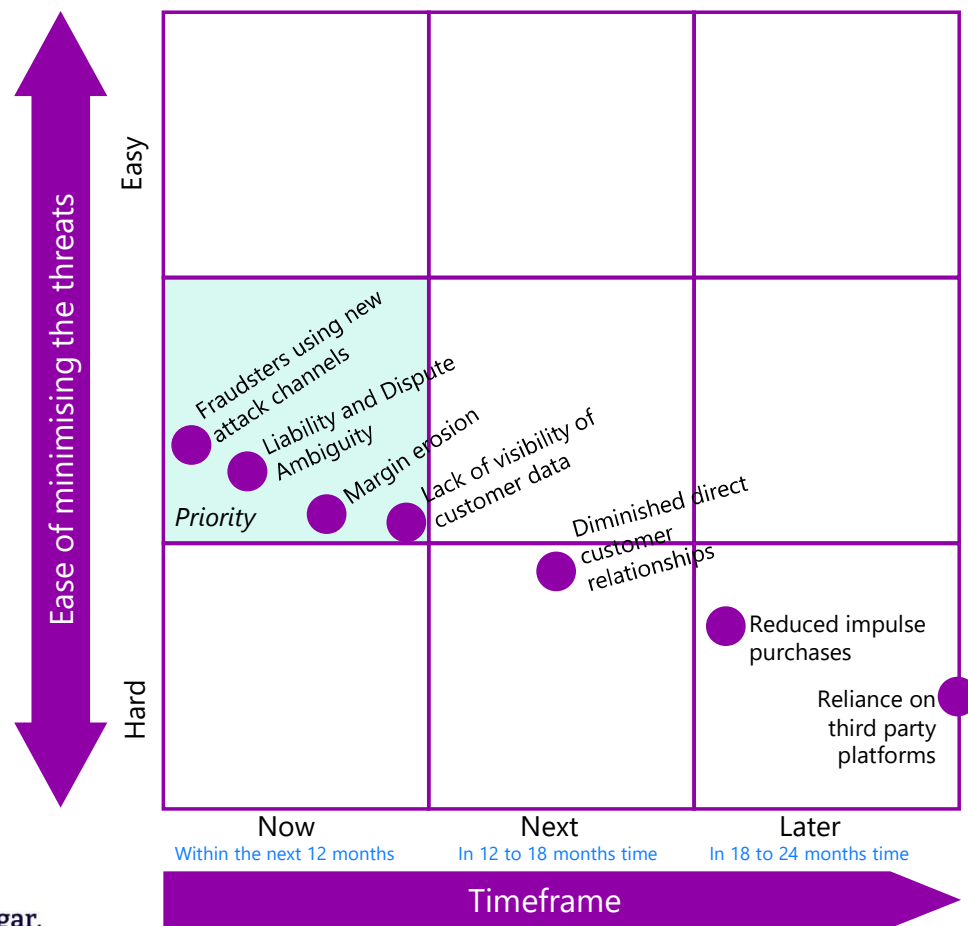 Ease of minimising the threats
Easy
Hard
Fraudsters using new
attack channels
Liability and Dispute
Ambiguity
Margin erosion
Lack of visibility of
customer data
Priority
Diminished direct
customer
relationships
Reduced impulse
purchases
Reliance on
third party
platforms
Now
Within the next 12 months
Next
In 12 to 18 months time
Later
In 18 to 24 months time
Timeframe
gar.